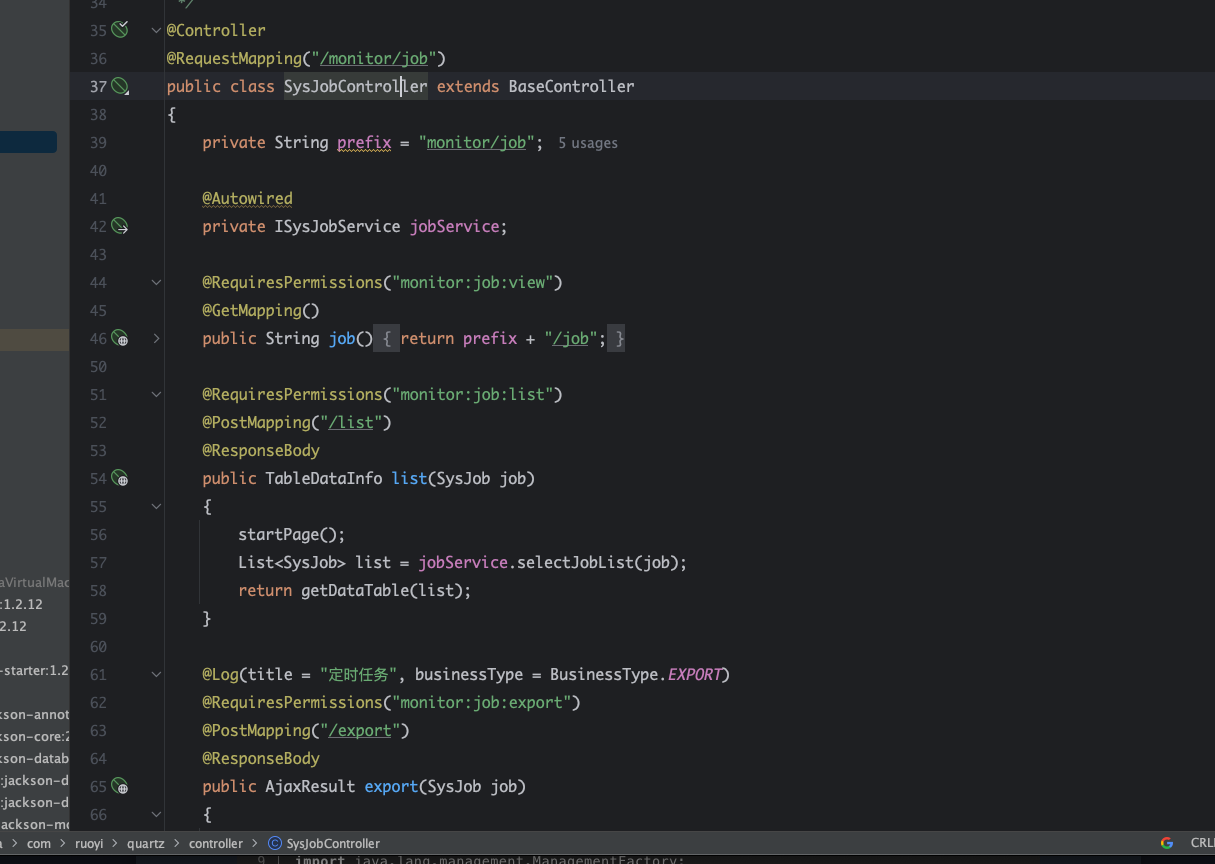 34 */
35 @Controller
36 @RequestMapping("/monitor/job")
37 public class SysJobController extends BaseController
38 {
39 private String prefix = "monitor/job"; 5 usages
40
41 @Autowired
42 private ISysJobService jobService;
43
44 @RequiresPermissions("monitor:job:view")
45 @GetMapping()
46 public String job() { return prefix + "/job"; }
50
51 @RequiresPermissions("monitor:job:list")
52 @PostMapping("/list")
53 @ResponseBody
54 public TableDataInfo list(SysJob job)
55 {
56 startPage();
57 List<SysJob> list = jobService.selectJobList(job);
58 return getDataTable(list);
59 }
60
61 @Log(title = "定时任务", businessType = BusinessType.EXPORT)
62 @RequiresPermissions("monitor:job:export")
63 @PostMapping("/export")
64 @ResponseBody
65 public AjaxResult export(SysJob job)
66 {
aVirtualMac
:1.2.12
2.12
-starter:1.2
kson-annot
kson-core:2
kson-datab
:jackson-d
:jackson-d
jackson-mo
com > ruoyi > quartz > controller > SysJobController
CRL
9 import java.lang.management.ManagementFactory;